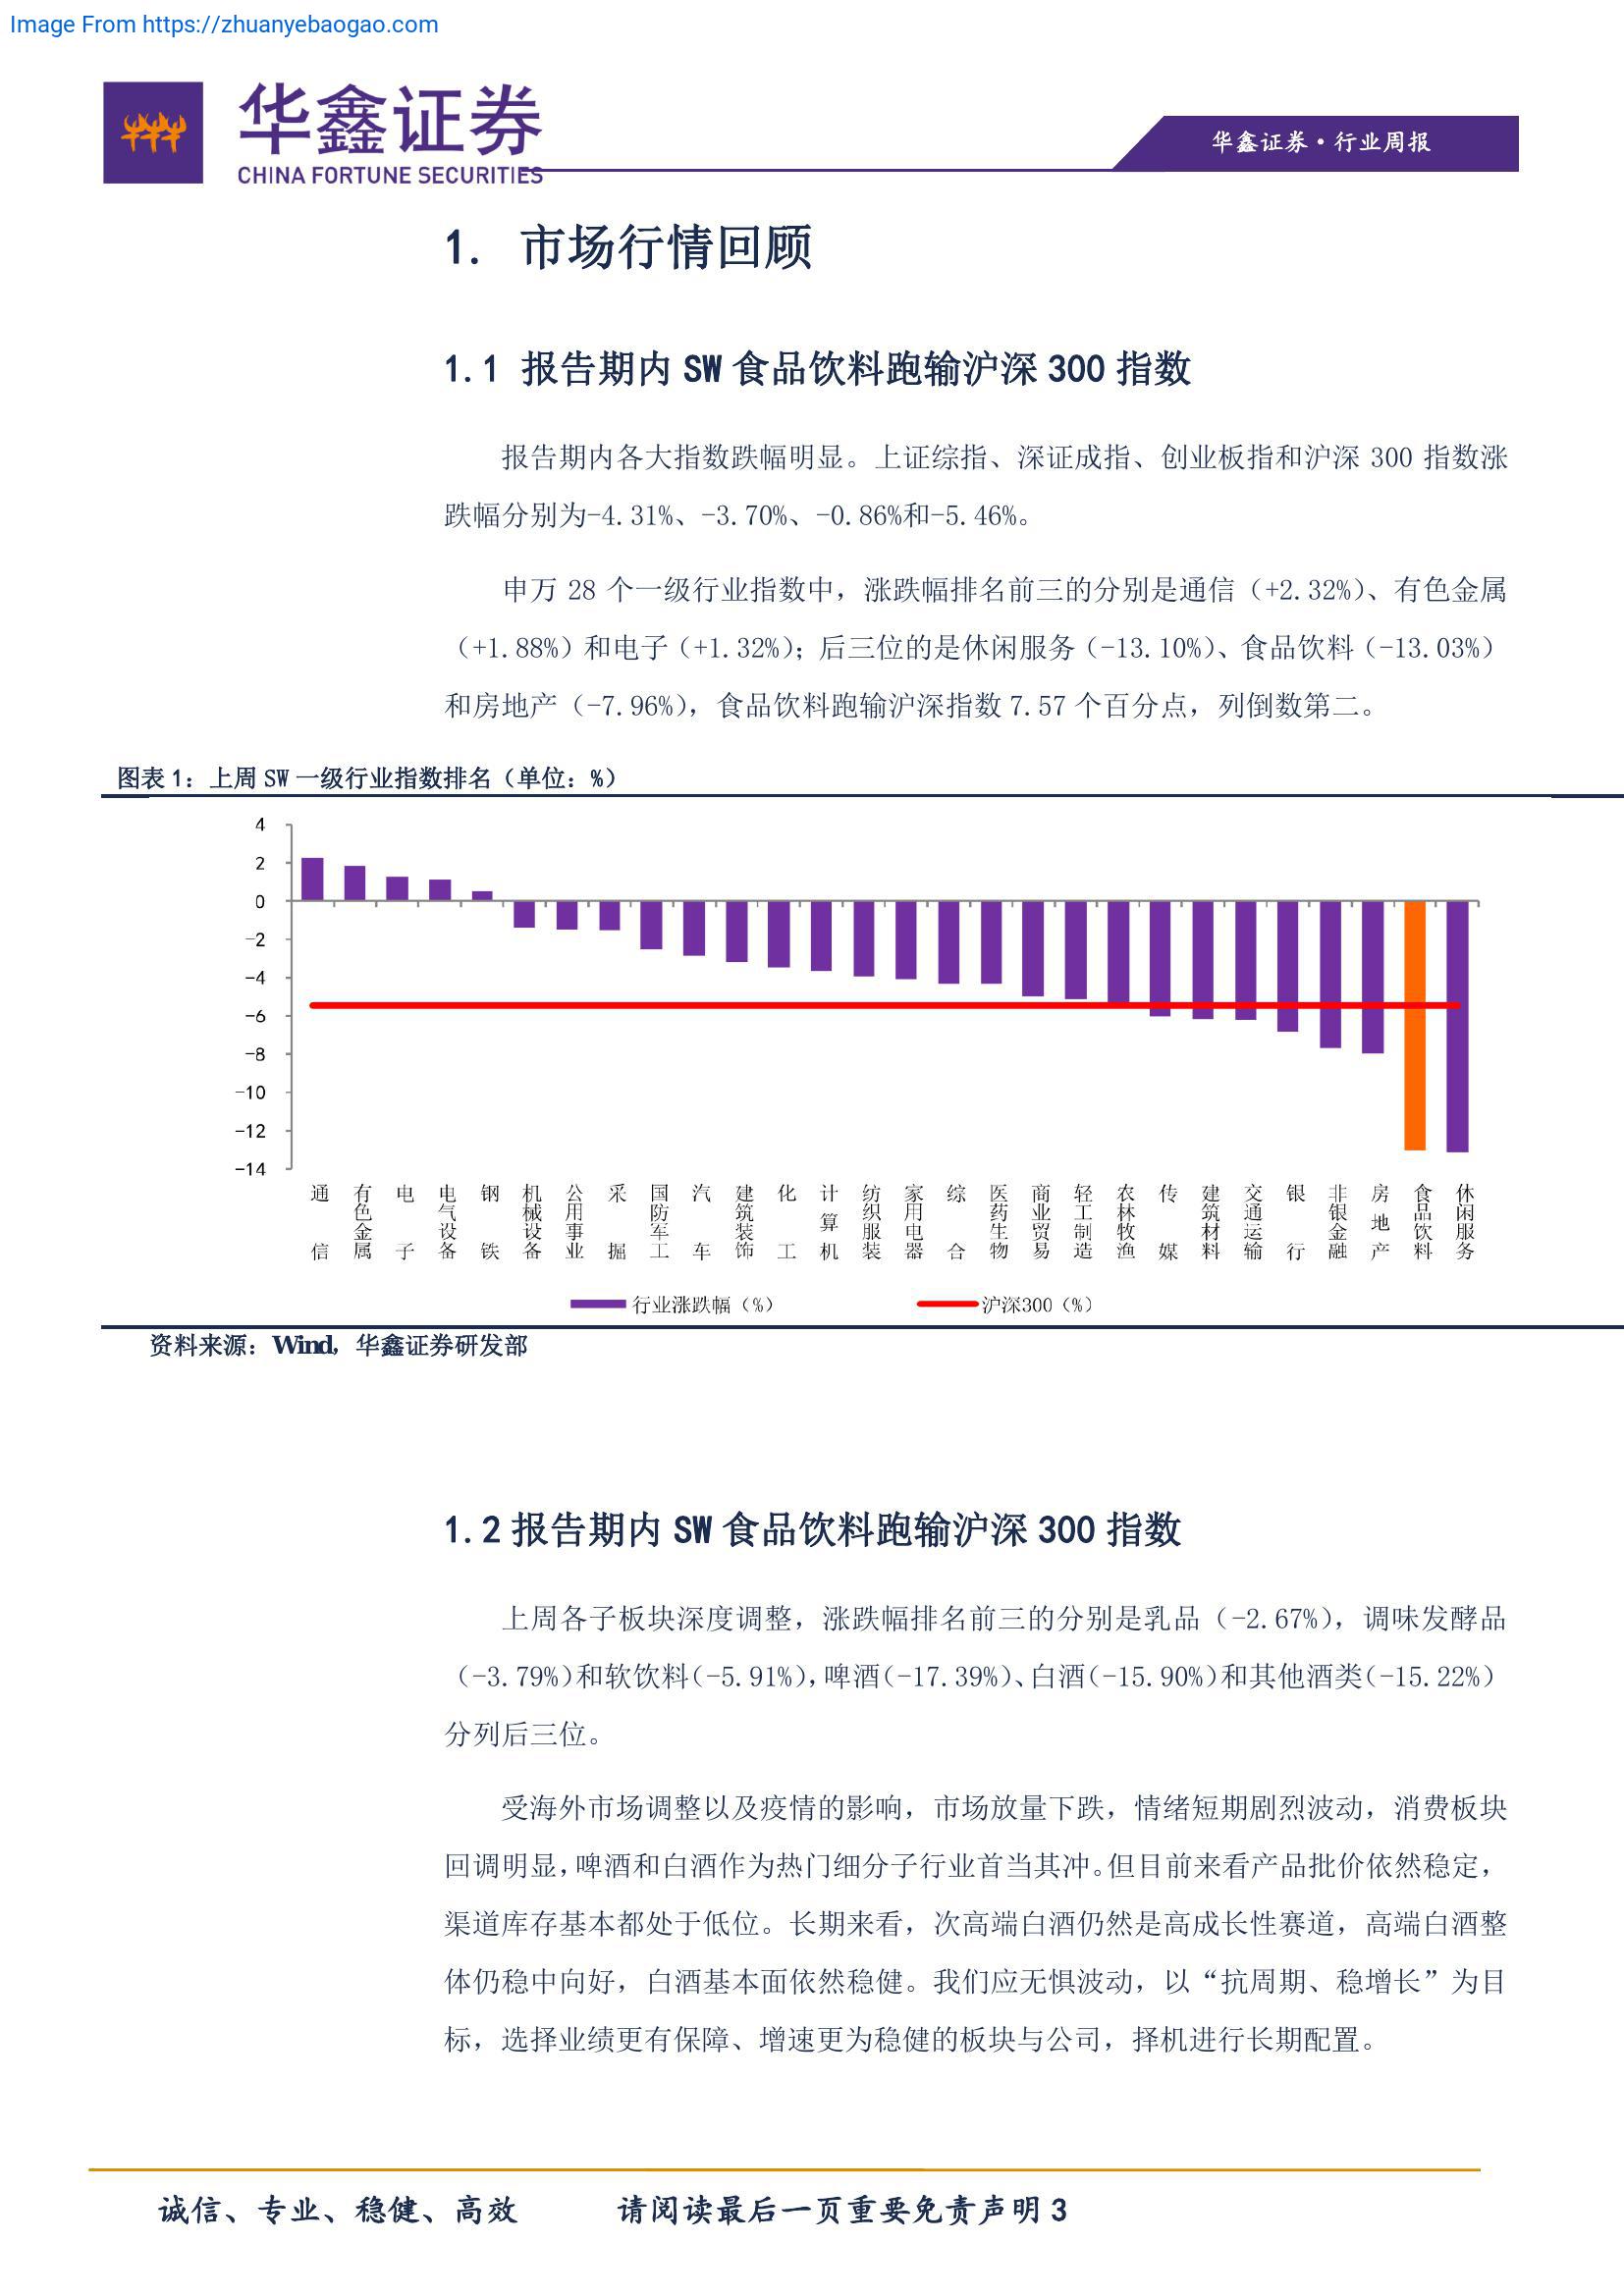 Image From https://zhuanyebaogao.com
华鑫证券
CHINA FORTUNE SECURITIES
华鑫证券·行业周报
1. 市场行情回顾
1.1 报告期内 SW 食品饮料跑输沪深 300 指数
报告期内各大指数跌幅明显。上证综指、深证成指、创业板指和沪深 300 指数涨
跌幅分别为-4.31%、-3.70%、-0.86%和-5.46%。
申万 28 个一级行业指数中，涨跌幅排名前三的分别是通信（+2.32%）、有色金属
（+1.88%）和电子（+1.32%）；后三位的是休闲服务（-13.10%）、食品饮料（-13.03%）
和房地产（-7.96%），食品饮料跑输沪深指数 7.57 个百分点，列倒数第二。
图表 1：上周 SW 一级行业指数排名（单位：%）
4
2
0
-2
-4
-6
-8
-10
-12
-14
通信
有色金属
电子
电气设备
钢铁
机械设备
公用事业
采掘
国防军工
汽车
建筑装饰
化工
计算机
纺织服装
家用电器
综合
医药生物
商业贸易
轻工制造
农林牧渔
传媒
建筑材料
交通运输
银行
非银金融
房地产
食品饮料
休闲服务
行业涨跌幅（%）
沪深300（%）
资料来源：Wind，华鑫证券研发部
1.2 报告期内 SW 食品饮料跑输沪深 300 指数
上周各子板块深度调整，涨跌幅排名前三的分别是乳品（-2.67%），调味发酵品
（-3.79%）和软饮料（-5.91%），啤酒（-17.39%）、白酒（-15.90%）和其他酒类（-15.22%）
分列后三位。
受海外市场调整以及疫情的影响，市场放量下跌，情绪短期剧烈波动，消费板块
回调明显，啤酒和白酒作为热门细分子行业首当其冲。但目前来看产品批价依然稳定，
渠道库存基本都处于低位。长期来看，次高端白酒仍然是高成长性赛道，高端白酒整
体仍稳中向好，白酒基本面依然稳健。我们应无惧波动，以“抗周期、稳增长”为目
标，选择业绩更有保障、增速更为稳健的板块与公司，择机进行长期配置。
诚信、专业、稳健、高效
请阅读最后一页重要免责声明 3